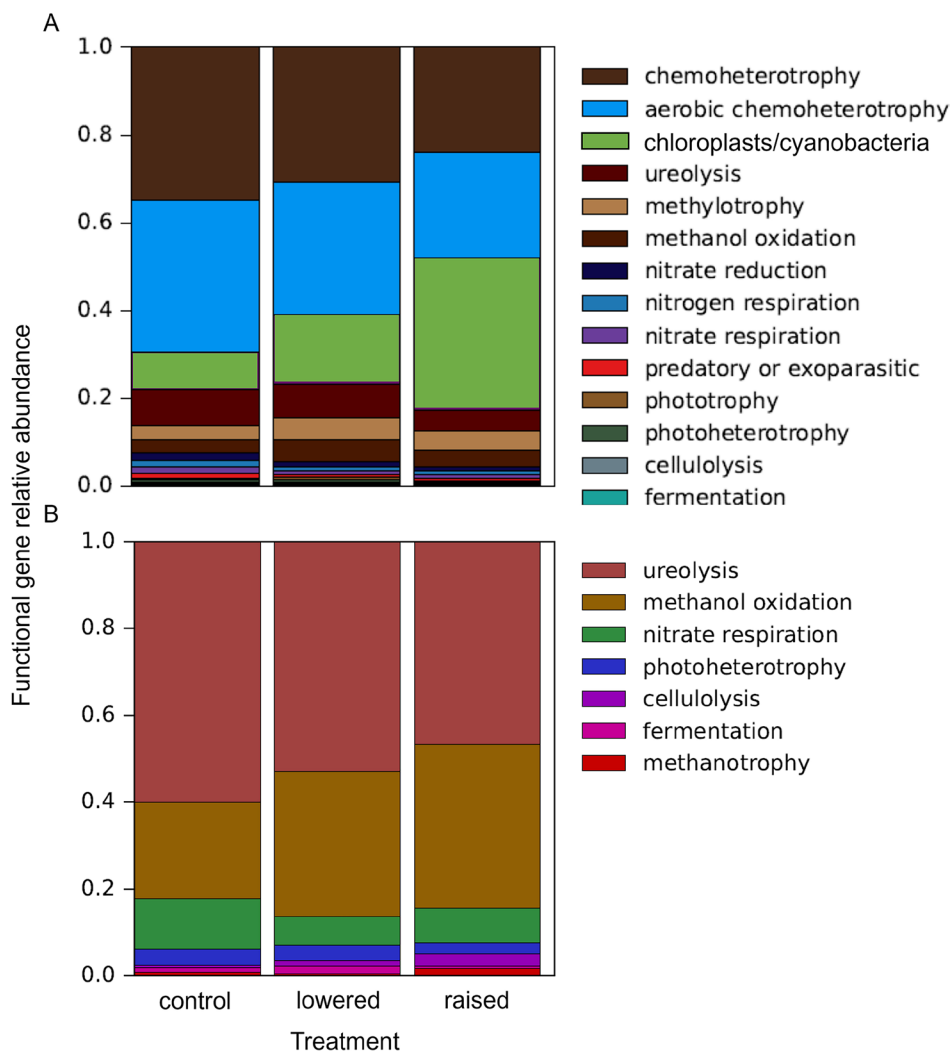 A
1.0
0.8
0.6
0.4
0.2
0.0
chemoheterotrophy
aerobic chemoheterotrophy
chloroplasts/cyanobacteria
ureolysis
methylotrophy
methanol oxidation
nitrate reduction
nitrogen respiration
nitrate respiration
predatory or exoparasitic
phototrophy
photoheterotrophy
cellulolysis
fermentation
Functional gene relative abundance
B
1.0
0.8
0.6
0.4
0.2
0.0
ureolysis
methanol oxidation
nitrate respiration
photoheterotrophy
cellulolysis
fermentation
methanotrophy
control lowered raised
Treatment